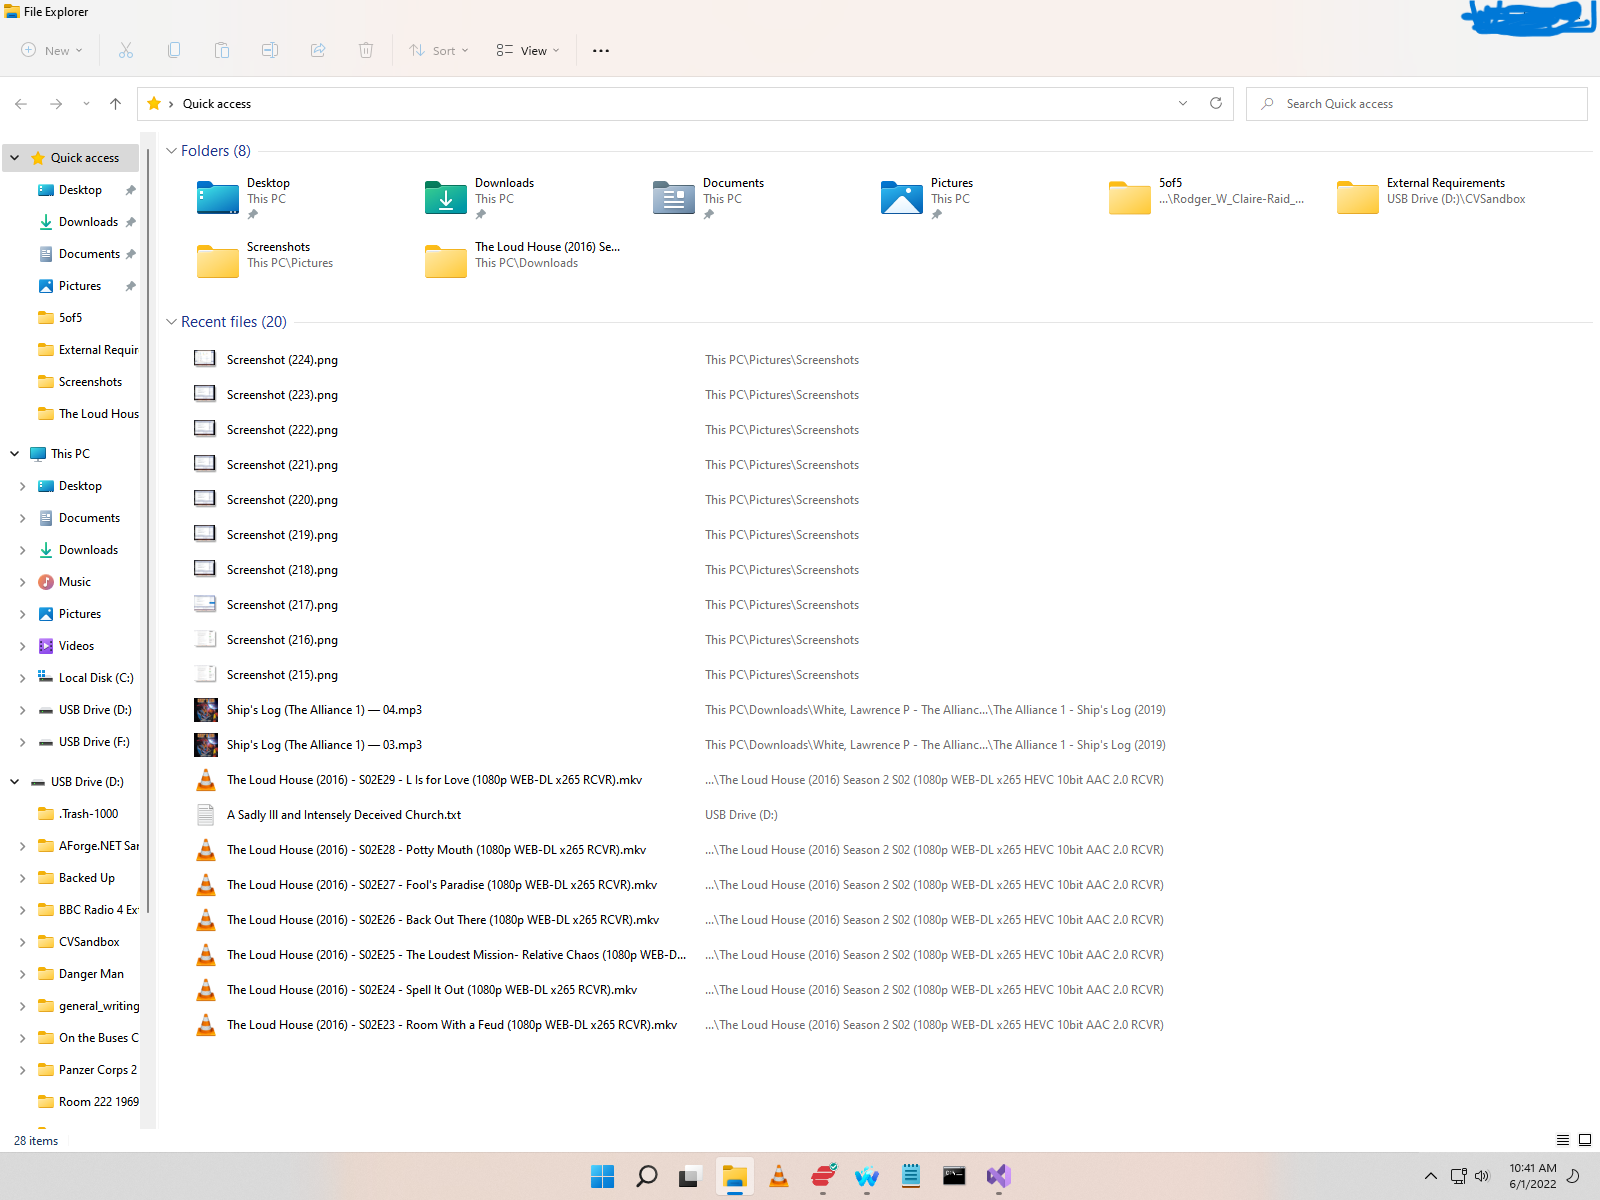 File Explorer
New
Sort
View
Quick access
Search Quick access
Quick access
Desktop
Downloads
Documents
Pictures
5of5
External Requir
Screenshots
The Loud Hous
This PC
Desktop
Documents
Downloads
Music
Pictures
Videos
Local Disk (C:)
USB Drive (D:)
USB Drive (F:)
USB Drive (D:)
.Trash-1000
AForge.NET Sar
Backed Up
BBC Radio 4 Ex
CVSandbox
Danger Man
general_writing
On the Buses C
Panzer Corps 2
Room 222 1969
Folders (8)
Desktop
This PC
Downloads
This PC
Documents
This PC
Pictures
This PC
5of5
...\Rodger_W_Claire-Raid_...
External Requirements
USB Drive (D:)\CVSandbox
Screenshots
This PC\Pictures
The Loud House (2016) Se...
This PC\Downloads
Recent files (20)
Screenshot (224).png This PC\Pictures\Screenshots
Screenshot (223).png This PC\Pictures\Screenshots
Screenshot (222).png This PC\Pictures\Screenshots
Screenshot (221).png This PC\Pictures\Screenshots
Screenshot (220).png This PC\Pictures\Screenshots
Screenshot (219).png This PC\Pictures\Screenshots
Screenshot (218).png This PC\Pictures\Screenshots
Screenshot (217).png This PC\Pictures\Screenshots
Screenshot (216).png This PC\Pictures\Screenshots
Screenshot (215).png This PC\Pictures\Screenshots
Ship's Log (The Alliance 1) — 04.mp3 This PC\Downloads\White, Lawrence P - The Allianc...\The Alliance 1 - Ship's Log (2019)
Ship's Log (The Alliance 1) — 03.mp3 This PC\Downloads\White, Lawrence P - The Allianc...\The Alliance 1 - Ship's Log (2019)
The Loud House (2016) - S02E29 - L Is for Love (1080p WEB-DL x265 RCVR).mkv ...\The Loud House (2016) Season 2 S02 (1080p WEB-DL x265 HEVC 10bit AAC 2.0 RCVR)
A Sadly Ill and Intensely Deceived Church.txt USB Drive (D:)
The Loud House (2016) - S02E28 - Potty Mouth (1080p WEB-DL x265 RCVR).mkv ...\The Loud House (2016) Season 2 S02 (1080p WEB-DL x265 HEVC 10bit AAC 2.0 RCVR)
The Loud House (2016) - S02E27 - Fool's Paradise (1080p WEB-DL x265 RCVR).mkv ...\The Loud House (2016) Season 2 S02 (1080p WEB-DL x265 HEVC 10bit AAC 2.0 RCVR)
The Loud House (2016) - S02E26 - Back Out There (1080p WEB-DL x265 RCVR).mkv ...\The Loud House (2016) Season 2 S02 (1080p WEB-DL x265 HEVC 10bit AAC 2.0 RCVR)
The Loud House (2016) - S02E25 - The Loudest Mission- Relative Chaos (1080p WEB-D... ...\The Loud House (2016) Season 2 S02 (1080p WEB-DL x265 HEVC 10bit AAC 2.0 RCVR)
The Loud House (2016) - S02E24 - Spell It Out (1080p WEB-DL x265 RCVR).mkv ...\The Loud House (2016) Season 2 S02 (1080p WEB-DL x265 HEVC 10bit AAC 2.0 RCVR)
The Loud House (2016) - S02E23 - Room With a Feud (1080p WEB-DL x265 RCVR).mkv ...\The Loud House (2016) Season 2 S02 (1080p WEB-DL x265 HEVC 10bit AAC 2.0 RCVR)
28 items
10:41 AM
6/1/2022